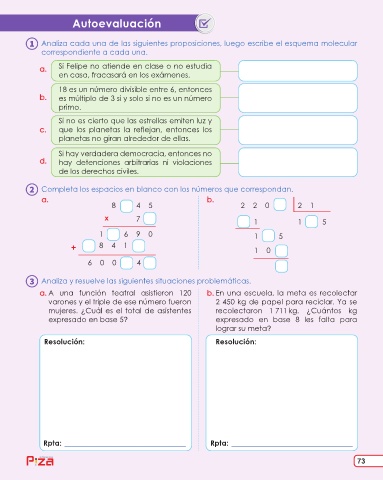 Autoevaluación
1 Analiza cada una de las siguientes proposiciones, luego escribe el esquema molecular
correspondiente a cada una.
a. Si Felipe no atiende en clase o no estudia
en casa, fracasará en los exámenes.
b. 18 es un número divisible entre 6, entonces
es múltiplo de 3 si y solo si no es un número
primo.
c. Si no es cierto que las estrellas emiten luz y
que los planetas la reflejan, entonces los
planetas no giran alrededor de ellas.
d. Si hay verdadera democracia, entonces no
hay detenciones arbitrarias ni violaciones
de los derechos civiles.
2 Completa los espacios en blanco con los números que correspondan.
a.
8 4 5
x 7
1 6 9 0
+ 8 4 1
6 0 0 4
b.
2 2 0 2 1
1 1 5
1 5
1 0
3 Analiza y resuelve las siguientes situaciones problemáticas.
a. A una función teatral asistieron 120
varones y el triple de ese número fueron
mujeres. ¿Cuál es el total de asistentes
expresado en base 5?
Resolución:
Rpta:
b. En una escuela, la meta es recolectar
2 450 kg de papel para reciclar. Ya se
recolectaron 1 711 kg. ¿Cuántos kg
expresado en base 8 les falta para
lograr su meta?
Resolución:
Rpta:
Piza
73